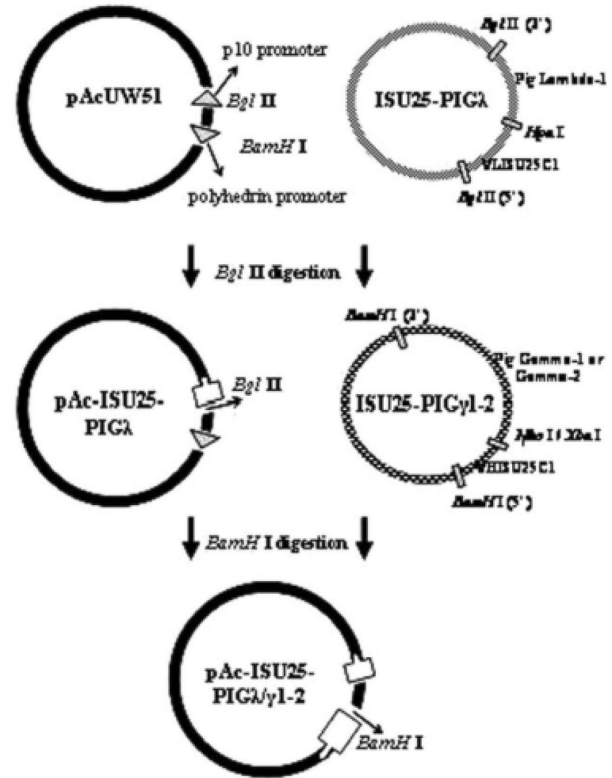 p10 promoter
pAcUW51
Bgl II
BamH I
polyhedrin promoter
Bgl II (3')
Pig Lambda-1
ISU25-PIGλ
Hpa I
VLISU25C1
Bgl II (5')
Bgl II digestion
pAc-ISU25-
PIGλ
Bgl II
BamH I (3')
Pig Gamma-1 or
Gamma-2
ISU25-PIGγ1-2
Xba I
VHISU25C1
BamH I (5')
BamH I digestion
pAc-ISU25-
PIGλ/γ1-2
BamH I